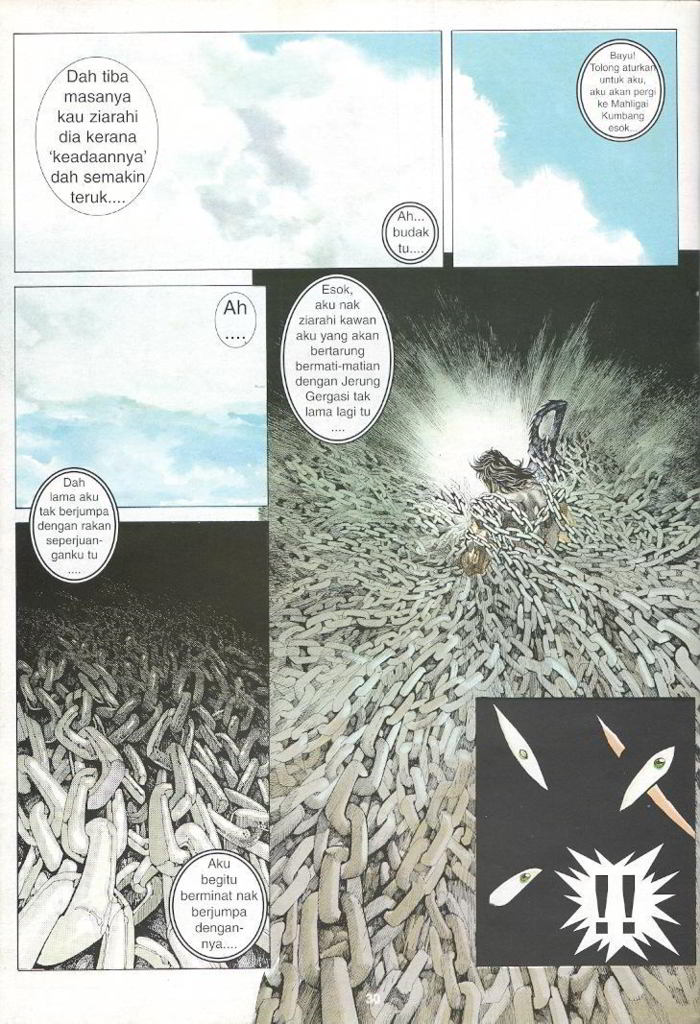 Dah tiba
masanya
kau ziarahi
dia kerana
'keadaannya'
dah semakin
teruk....
Ah...
budak
tu....
Bayu!
Tolong aturkan
untuk aku,
aku akan pergi
ke Mahligai
Kumbang
esok...
Ah
....
Dah
lama aku
tak berjumpa
dengan rakan
seperjuan-
ganku tu
....
Aku
begitu
berminat nak
berjumpa
dengan-
nya....
Esok,
aku nak
ziarahi kawan
aku yang akan
bertarung
bermati-matian
dengan Jerung
Gergasi tak
lama lagi tu
....
!!
30